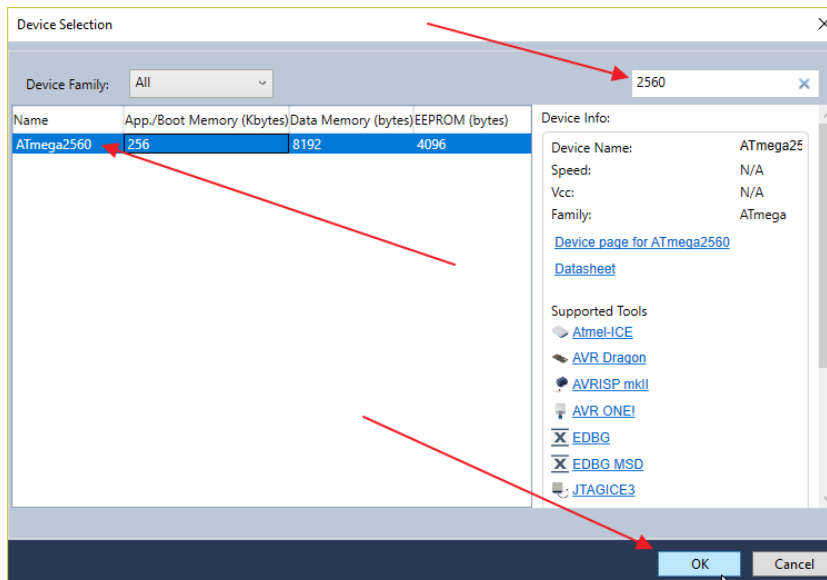 Device Selection
Device Family: All 2560
Name App./Boot Memory (Kbytes) Data Memory (bytes) EEPROM (bytes)
ATmega2560 256 8192 4096
Device Info:
Device Name: ATmega25
Speed: N/A
Vcc: N/A
Family: ATmega
Device page for ATmega2560
Datasheet
Supported Tools
Atmel-ICE
AVR Dragon
AVRISP mkII
AVR ONE!
EDBG
EDBG MSD
JTAGICE3
OK Cancel